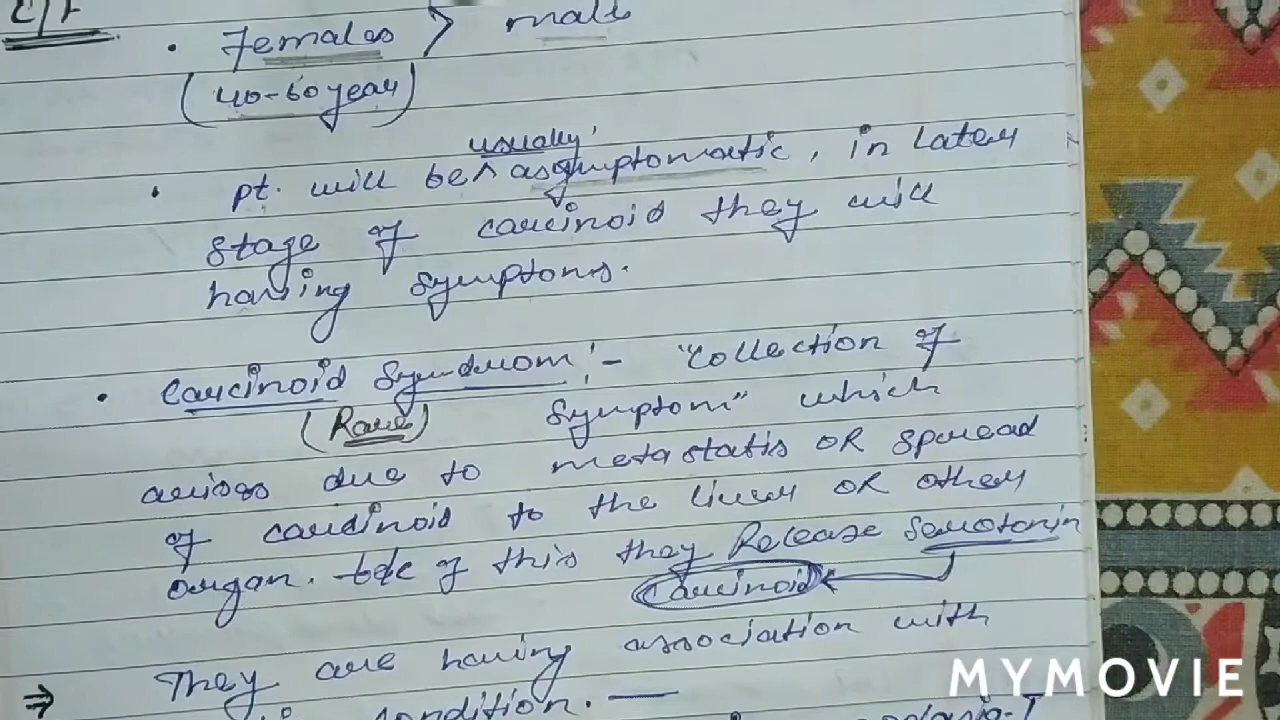 C/F
• Females > male
(40-60 year)
usually
• pt. will be ^ asymptomatic, in later
stage of carcinoid they will
having symptoms.
• Carcinoid Syndrom :- "Collection of
(Rare) symptom" which
arises due to metastatis OR spread
of carcinoid to the liver OR other
organ. b/c of this they Release Serotonin
Carcinoid
⇒ They are having association with
condition. —
MYMOVIE